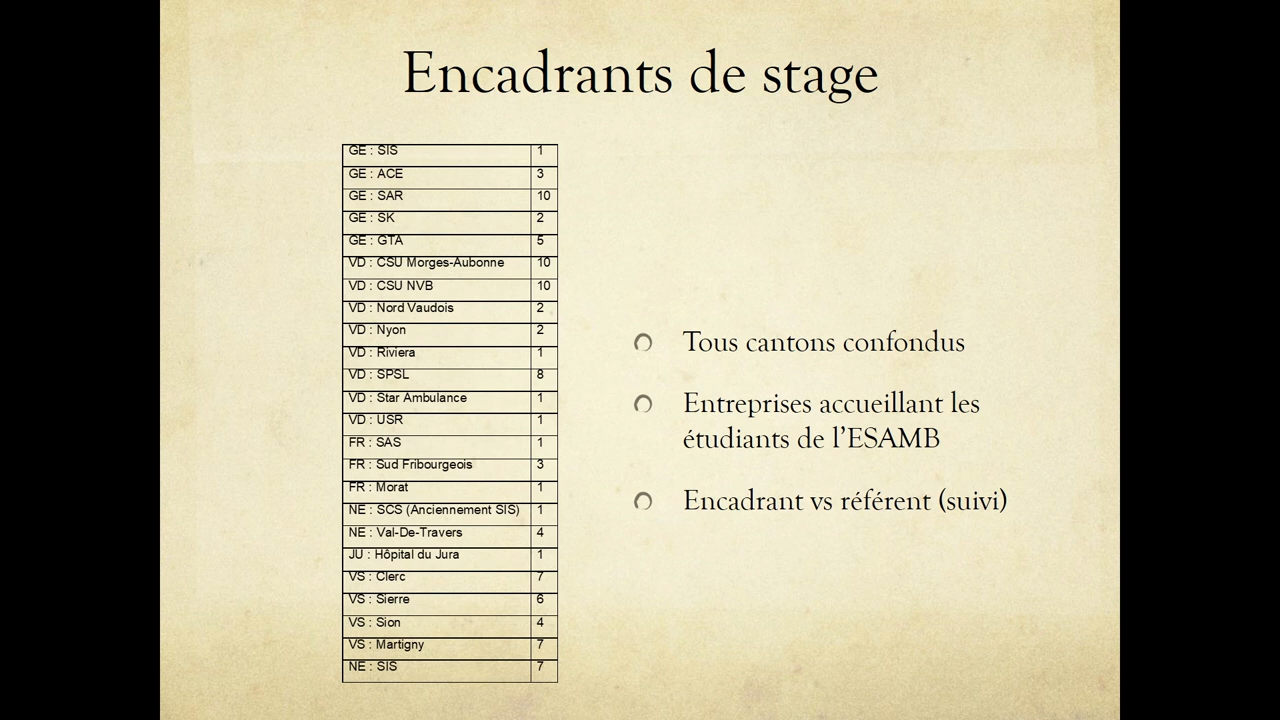 Encadrants de stage
GE : SIS 1
GE : ACE 3
GE : SAR 10
GE : SK 2
GE : GTA 5
VD : CSU Morges-Aubonne 10
VD : CSU NVB 10
VD : Nord Vaudois 2
VD : Nyon 2
VD : Riviera 1
VD : SPSL 8
VD : Star Ambulance 1
VD : USR 1
FR : SAS 1
FR : Sud Fribourgeois 3
FR : Morat 1
NE : SCS (Anciennement SIS) 1
NE : Val-De-Travers 4
JU : Hôpital du Jura 1
VS : Clerc 7
VS : Sierre 6
VS : Sion 4
VS : Martigny 7
NE : SIS 7
Tous cantons confondus
Entreprises accueillant les
étudiants de l’ESAMB
Encadrant vs référent (suivi)